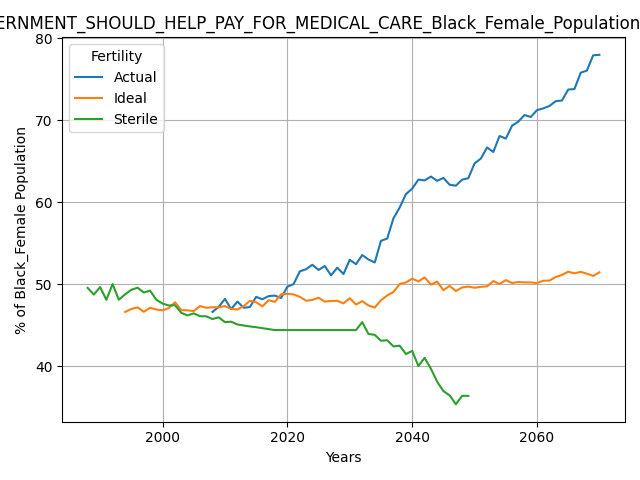 ERNMENT_SHOULD_HELP_PAY_FOR_MEDICAL_CARE_Black_Female_Population
Fertility
Actual
Ideal
Sterile
80
70
60
50
40
% of Black_Female Population
2000
2020
2040
2060
Years